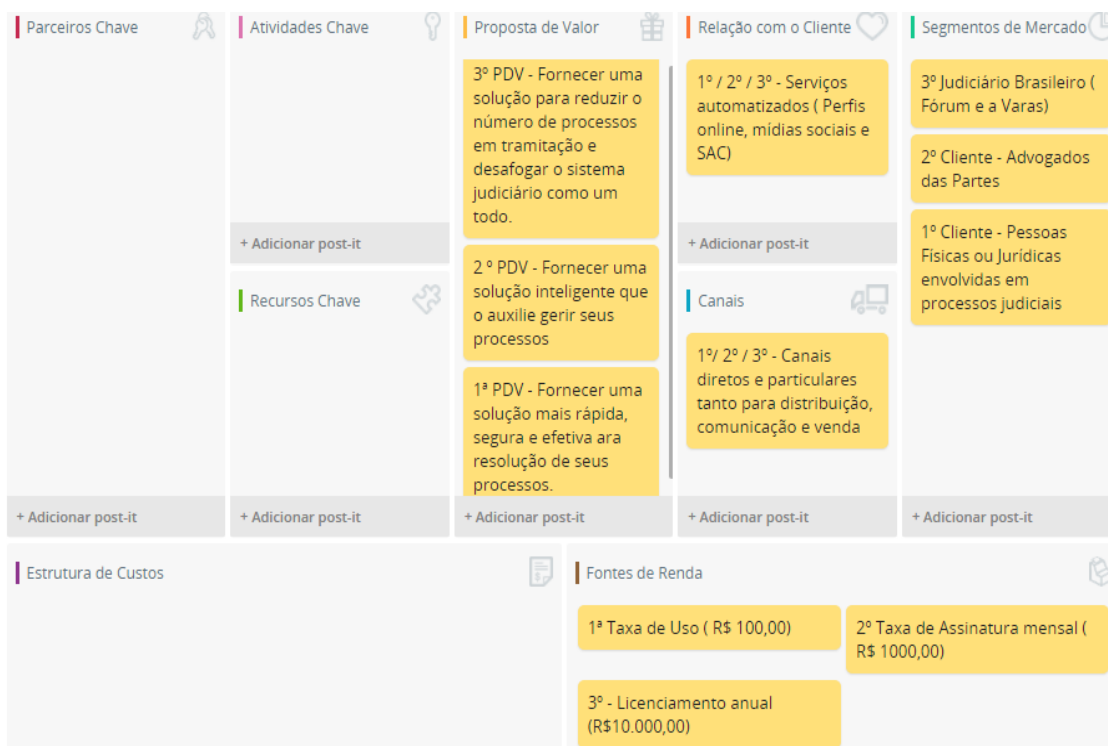 Parceiros Chave
+ Adicionar post-it
Atividades Chave
+ Adicionar post-it
Recursos Chave
+ Adicionar post-it
Proposta de Valor
3º PDV - Fornecer uma
solução para reduzir o
número de processos
em tramitação e
desafogar o sistema
judiciário como um
todo.
2 º PDV - Fornecer uma
solução inteligente que
o auxilie gerir seus
processos
1ª PDV - Fornecer uma
solução mais rápida,
segura e efetiva ara
resolução de seus
processos.
+ Adicionar post-it
Relação com o Cliente
1º / 2º / 3º - Serviços
automatizados ( Perfis
online, mídias sociais e
SAC)
+ Adicionar post-it
Canais
1º/ 2º / 3º - Canais
diretos e particulares
tanto para distribuição,
comunicação e venda
+ Adicionar post-it
Segmentos de Mercado
3º Judiciário Brasileiro (
Fórum e a Varas)
2º Cliente - Advogados
das Partes
1º Cliente - Pessoas
Físicas ou Jurídicas
envolvidas em
processos judiciais
+ Adicionar post-it
Estrutura de Custos
Fontes de Renda
1ª Taxa de Uso ( R$ 100,00)
2º Taxa de Assinatura mensal (
R$ 1000,00)
3º - Licenciamento anual
(R$10.000,00)